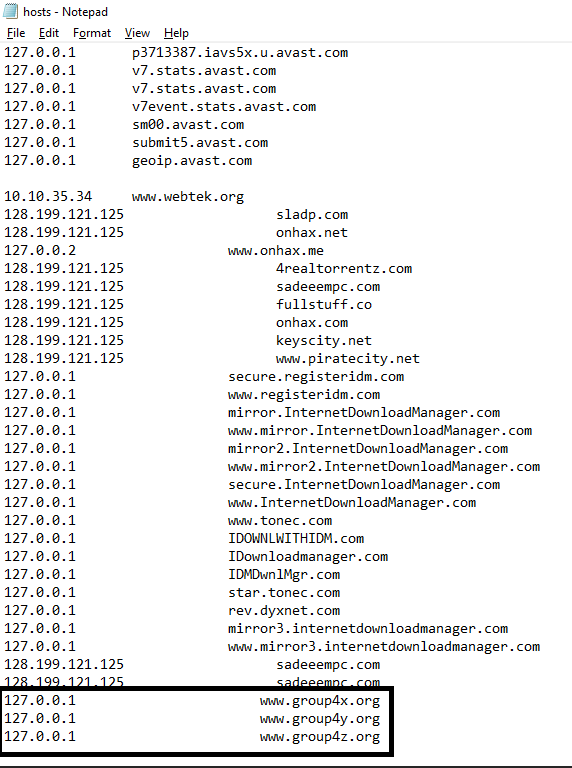 hosts - Notepad
File Edit Format View Help
127.0.0.1 p3713387.iavs5x.u.avast.com
127.0.0.1 v7.stats.avast.com
127.0.0.1 v7.stats.avast.com
127.0.0.1 v7event.stats.avast.com
127.0.0.1 sm00.avast.com
127.0.0.1 submit5.avast.com
127.0.0.1 geoip.avast.com
10.10.35.34 www.webtek.org
128.199.121.125 sladp.com
128.199.121.125 onhax.net
127.0.0.2 www.onhax.me
128.199.121.125 4realtorrentz.com
128.199.121.125 sadeeempc.com
128.199.121.125 fullstuff.co
128.199.121.125 onhax.com
128.199.121.125 keyscity.net
128.199.121.125 www.piratecity.net
127.0.0.1 secure.registeridm.com
127.0.0.1 www.registeridm.com
127.0.0.1 mirror.InternetDownloadManager.com
127.0.0.1 www.mirror.InternetDownloadManager.com
127.0.0.1 mirror2.InternetDownloadManager.com
127.0.0.1 www.mirror2.InternetDownloadManager.com
127.0.0.1 secure.InternetDownloadManager.com
127.0.0.1 www.InternetDownloadManager.com
127.0.0.1 www.tonec.com
127.0.0.1 IDOWNLWITHIDM.com
127.0.0.1 IDownloadmanager.com
127.0.0.1 IDMDwnlMgr.com
127.0.0.1 star.tonec.com
127.0.0.1 rev.dyxnet.com
127.0.0.1 mirror3.internetdownloadmanager.com
127.0.0.1 www.mirror3.internetdownloadmanager.com
128.199.121.125 sadeeempc.com
128.199.121.125 sadeeempc.com
127.0.0.1 www.group4x.org
127.0.0.1 www.group4y.org
127.0.0.1 www.group4z.org